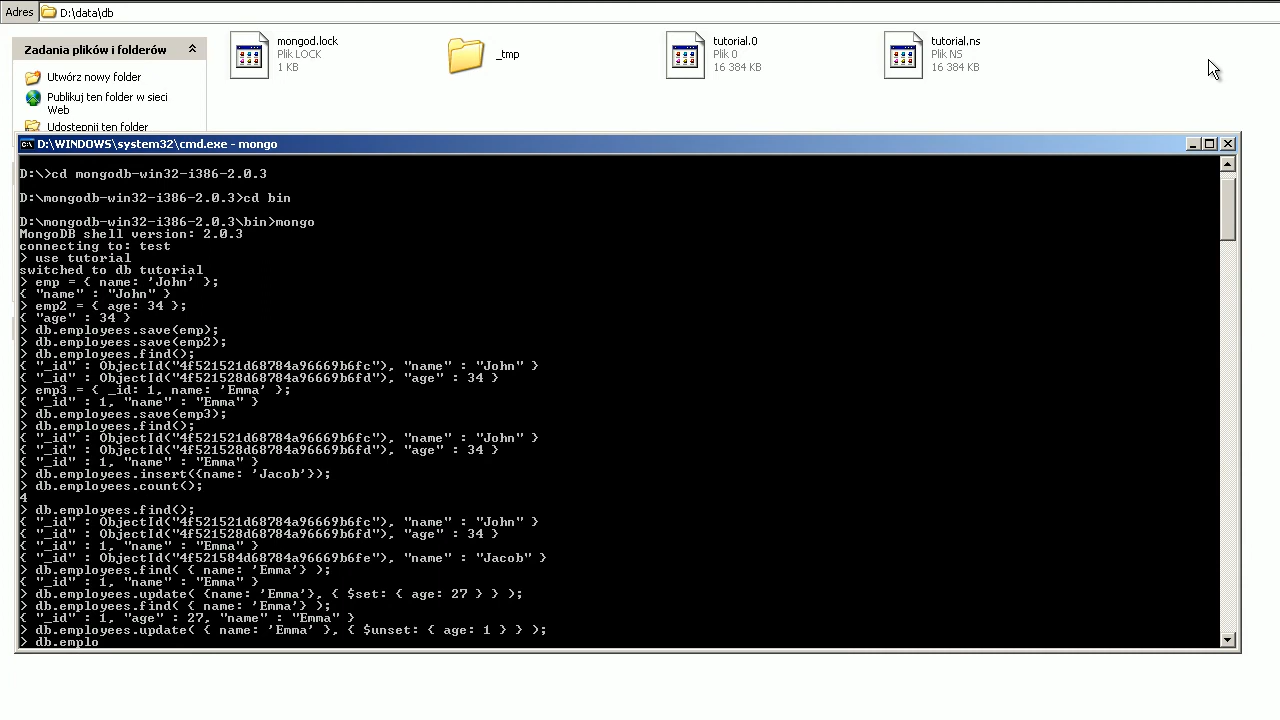 Adres D:\data\db
Zadania plików i folderów
Utwórz nowy folder
Publikuj ten folder w sieci
Web
Udostępnij ten folder
mongod.lock
Plik LOCK
1 KB
_tmp
tutorial.0
Plik 0
16 384 KB
tutorial.ns
Plik NS
16 384 KB
D:\WINDOWS\system32\cmd.exe - mongo
D:\>cd mongodb-win32-i386-2.0.3
D:\mongodb-win32-i386-2.0.3>cd bin
D:\mongodb-win32-i386-2.0.3\bin>mongo
MongoDB shell version: 2.0.3
connecting to: test
> use tutorial
switched to db tutorial
> emp = { name: 'John' };
{ "name" : "John" }
> emp2 = { age: 34 };
{ "age" : 34 }
> db.employees.save(emp);
> db.employees.save(emp2);
> db.employees.find();
{ "_id" : ObjectId("4f521521d68784a96669b6fc"), "name" : "John" }
{ "_id" : ObjectId("4f521528d68784a96669b6fd"), "age" : 34 }
> emp3 = { _id: 1, name: 'Emma' };
{ "_id" : 1, "name" : "Emma" }
> db.employees.save(emp3);
> db.employees.find();
{ "_id" : ObjectId("4f521521d68784a96669b6fc"), "name" : "John" }
{ "_id" : ObjectId("4f521528d68784a96669b6fd"), "age" : 34 }
{ "_id" : 1, "name" : "Emma" }
> db.employees.insert({name: 'Jacob'});
> db.employees.count();
4
> db.employees.find();
{ "_id" : ObjectId("4f521521d68784a96669b6fc"), "name" : "John" }
{ "_id" : ObjectId("4f521528d68784a96669b6fd"), "age" : 34 }
{ "_id" : 1, "name" : "Emma" }
{ "_id" : ObjectId("4f521584d68784a96669b6fe"), "name" : "Jacob" }
> db.employees.find( { name: 'Emma'} );
{ "_id" : 1, "name" : "Emma" }
> db.employees.update( {name: 'Emma'}, { $set: { age: 27 } } );
> db.employees.find( { name: 'Emma'} );
{ "_id" : 1, "age" : 27, "name" : "Emma" }
> db.employees.update( { name: 'Emma' }, { $unset: { age: 1 } } );
> db.emplo